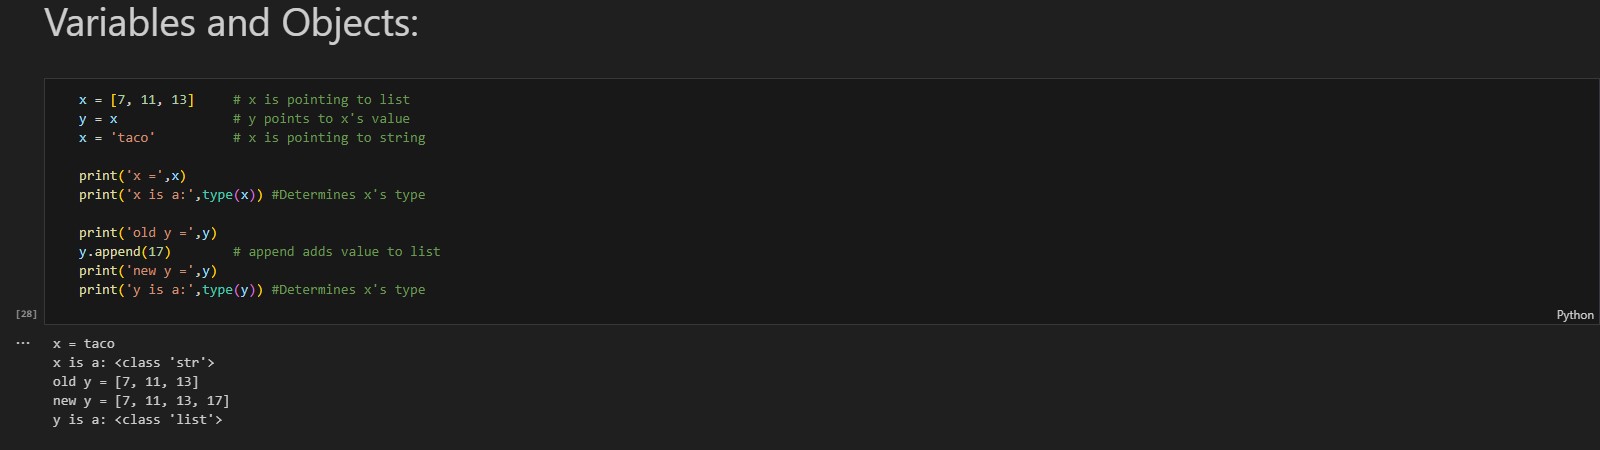 Variables and Objects:
x = [7, 11, 13]     # x is pointing to list
y = x               # y points to x's value
x = 'taco'          # x is pointing to string
print('x =',x)
print('x is a:',type(x)) #Determines x's type
print('old y =',y)
y.append(17)        # append adds value to list
print('new y =',y)
print('y is a:',type(y)) #Determines x's type
[28]
Python
...
x = taco
x is a: <class 'str'>
old y = [7, 11, 13]
new y = [7, 11, 13, 17]
y is a: <class 'list'>